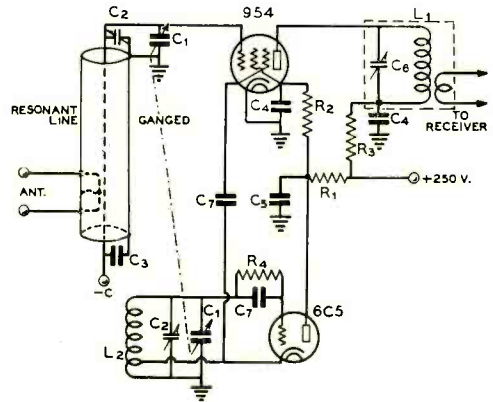 C2
954
L1
C1
C6
RESONANT
LINE
GANGED
C4
R2
C4
TO
RECEIVER
R3
ANT.
C7
C5
R1
+250 V.
C3
R4
-C
C7
6C5
C2
C1
L2